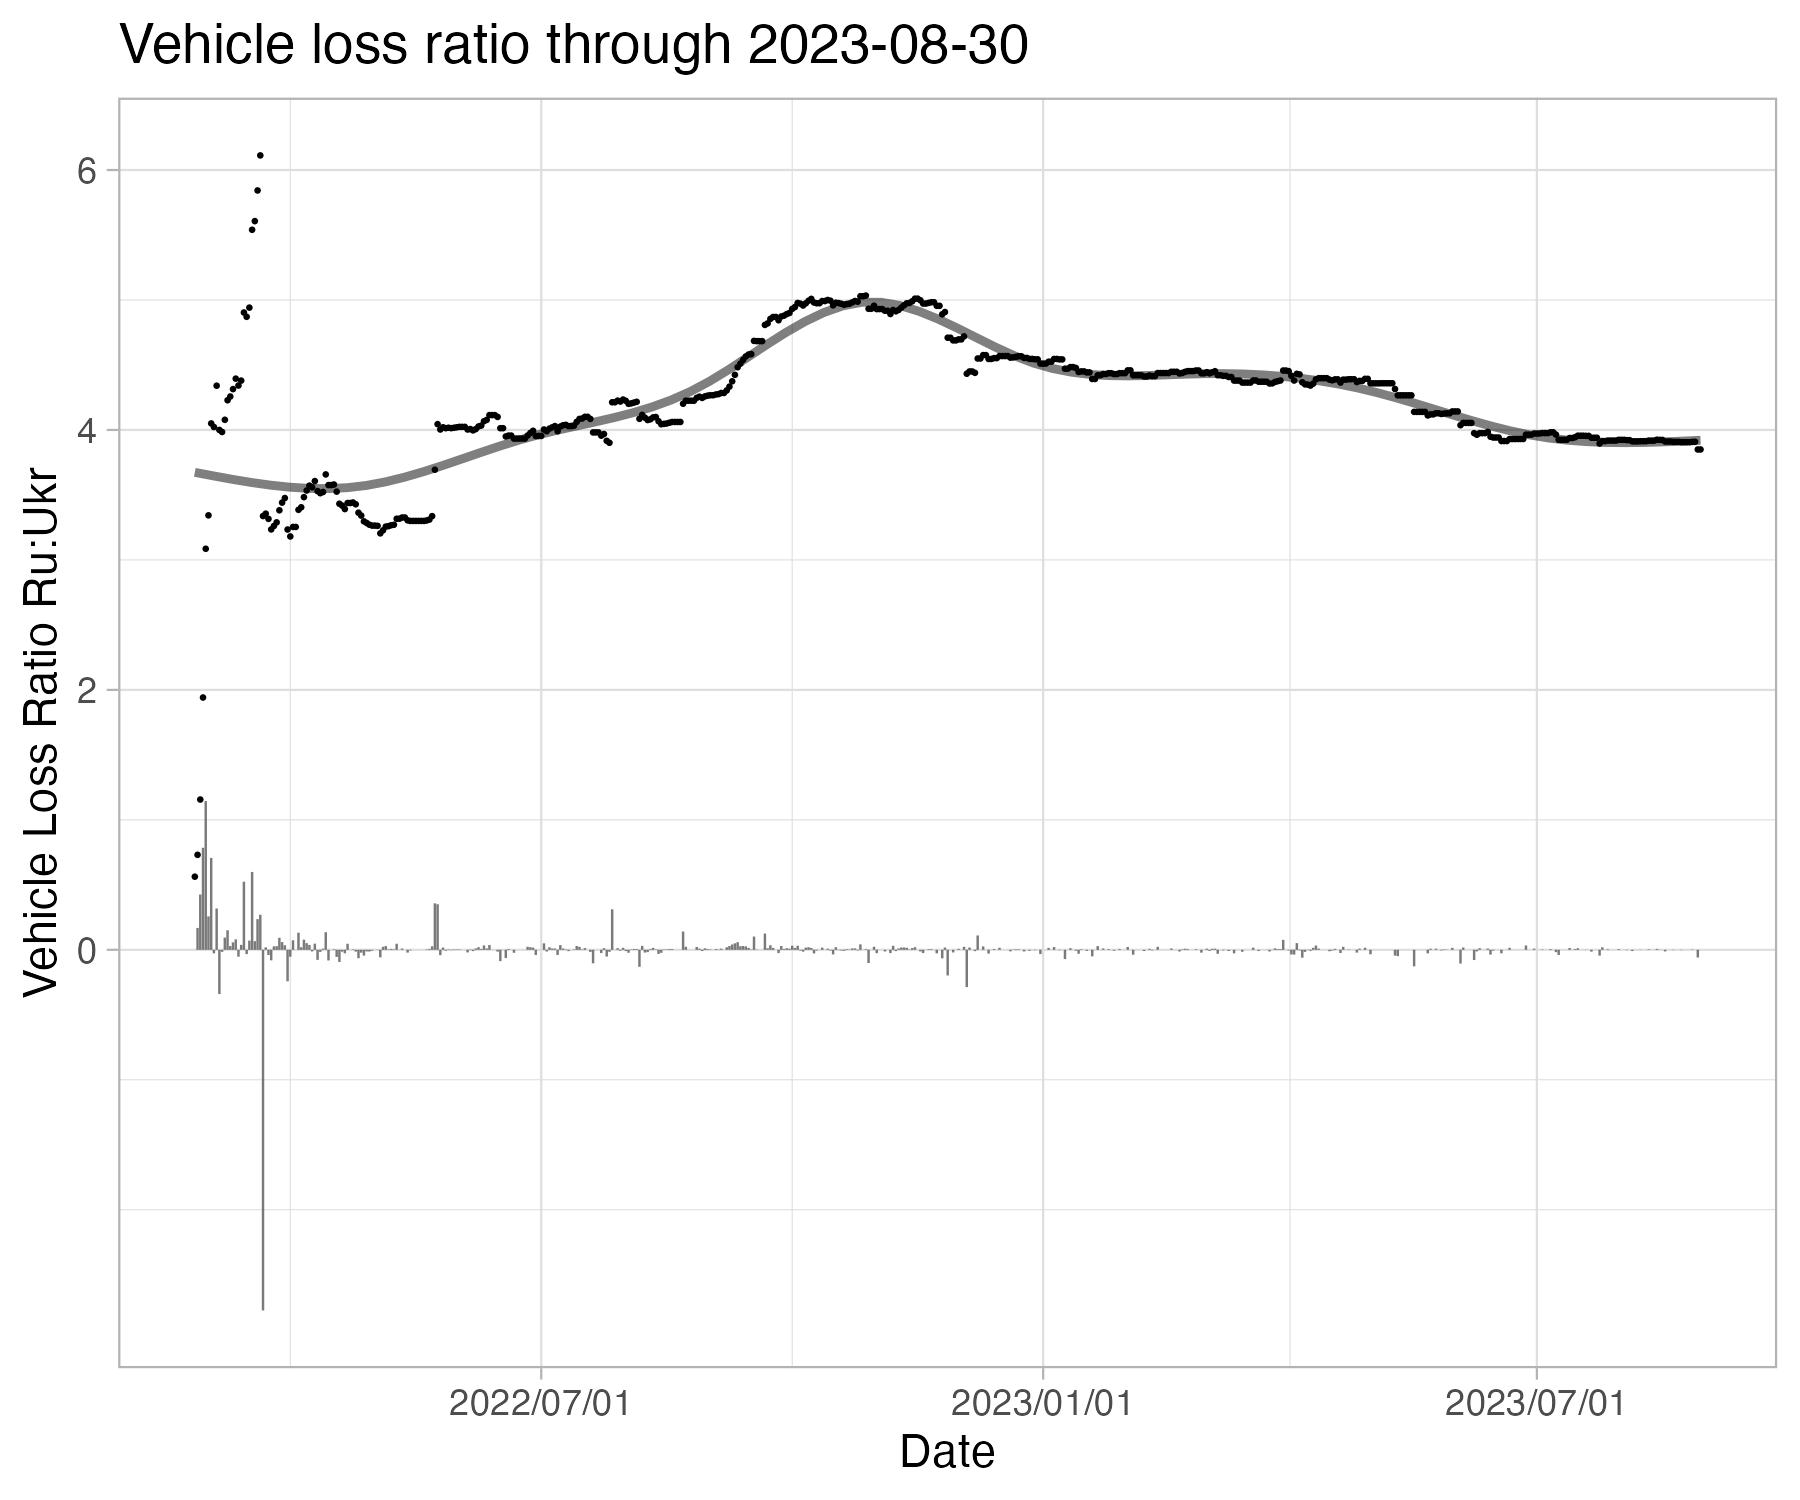 Vehicle loss ratio through 2023-08-30
Vehicle Loss Ratio Ru:Ukr
6
4
2
0
2022/07/01
2023/01/01
2023/07/01
Date